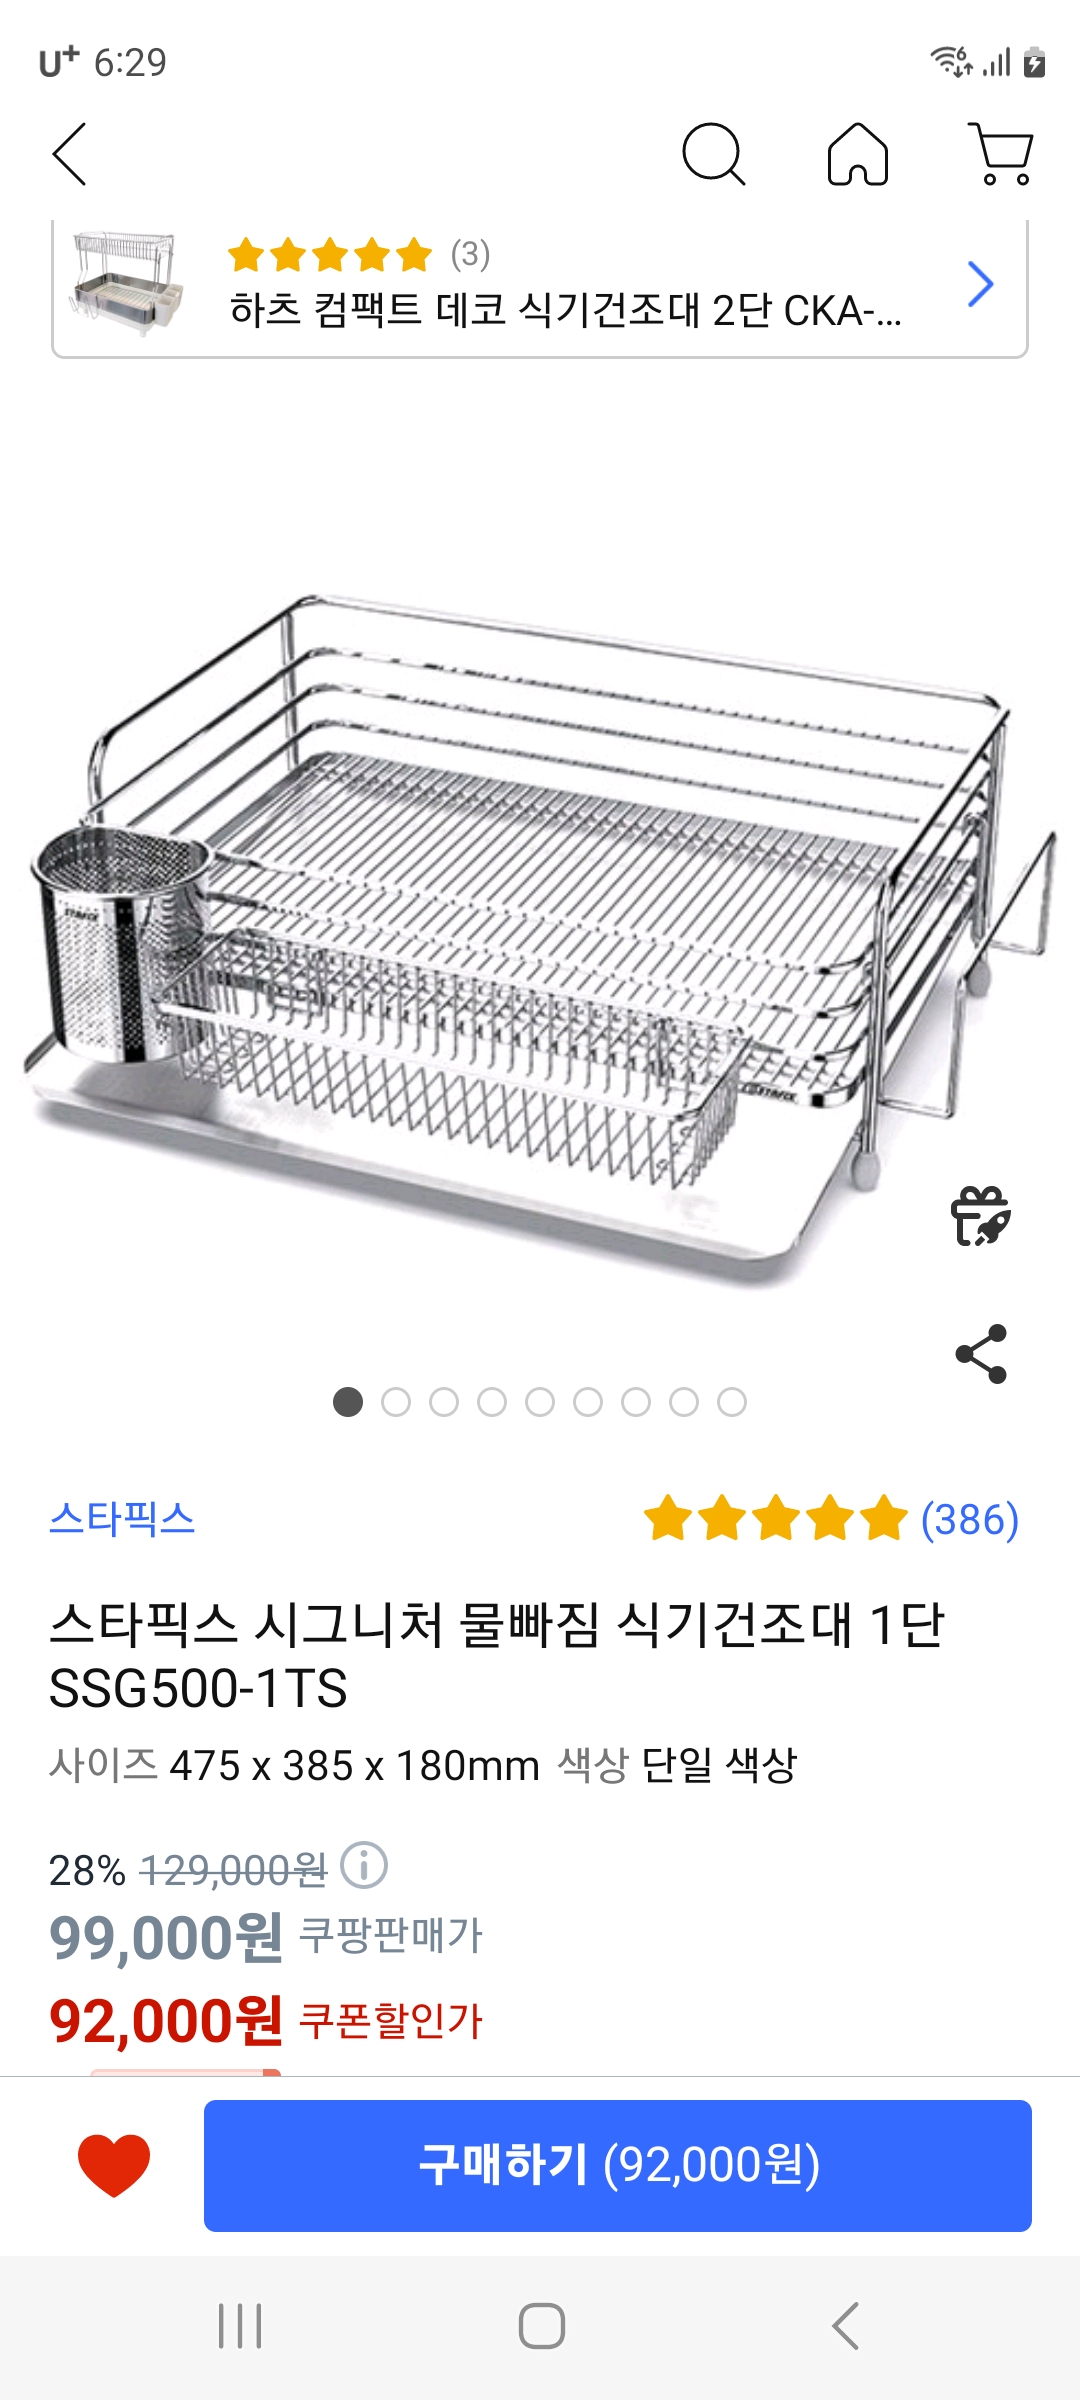 U+ 6:29
6
(3)
하츠 컴팩트 데코 식기건조대 2단 CKA-...
STAFIX
STAFIX
스타픽스
(386)
스타픽스 시그니처 물빠짐 식기건조대 1단
SSG500-1TS
사이즈 475 x 385 x 180mm 색상 단일 색상
28% 129,000원
99,000원 쿠팡판매가
92,000원 쿠폰할인가
구매하기 (92,000원)